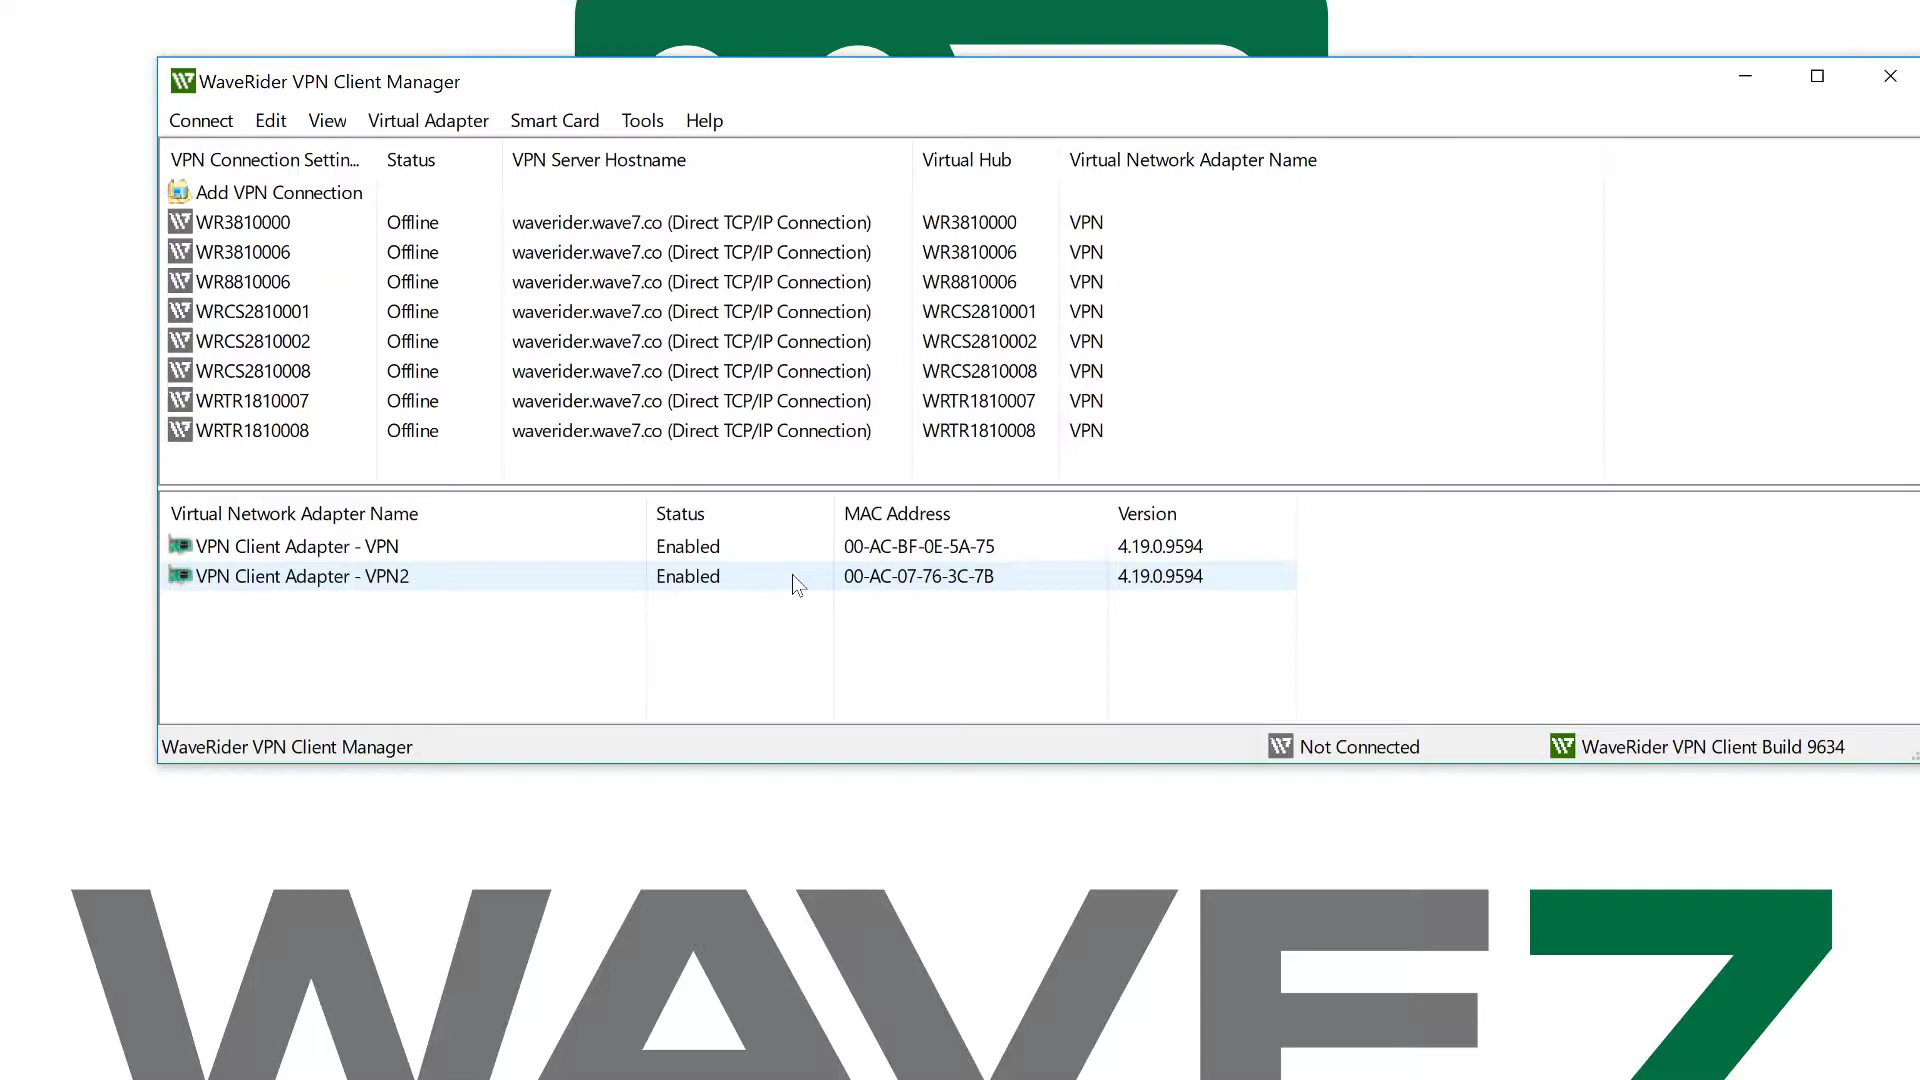 WaveRider VPN Client Manager
Connect Edit View Virtual Adapter Smart Card Tools Help
VPN Connection Settin... Status VPN Server Hostname Virtual Hub Virtual Network Adapter Name
Add VPN Connection
WR3810000 Offline waverider.wave7.co (Direct TCP/IP Connection) WR3810000 VPN
WR3810006 Offline waverider.wave7.co (Direct TCP/IP Connection) WR3810006 VPN
WR8810006 Offline waverider.wave7.co (Direct TCP/IP Connection) WR8810006 VPN
WRCS2810001 Offline waverider.wave7.co (Direct TCP/IP Connection) WRCS2810001 VPN
WRCS2810002 Offline waverider.wave7.co (Direct TCP/IP Connection) WRCS2810002 VPN
WRCS2810008 Offline waverider.wave7.co (Direct TCP/IP Connection) WRCS2810008 VPN
WRTR1810007 Offline waverider.wave7.co (Direct TCP/IP Connection) WRTR1810007 VPN
WRTR1810008 Offline waverider.wave7.co (Direct TCP/IP Connection) WRTR1810008 VPN
Virtual Network Adapter Name Status MAC Address Version
VPN Client Adapter - VPN Enabled 00-AC-BF-0E-5A-75 4.19.0.9594
VPN Client Adapter - VPN2 Enabled 00-AC-07-76-3C-7B 4.19.0.9594
WaveRider VPN Client Manager Not Connected WaveRider VPN Client Build 9634
WAVE7